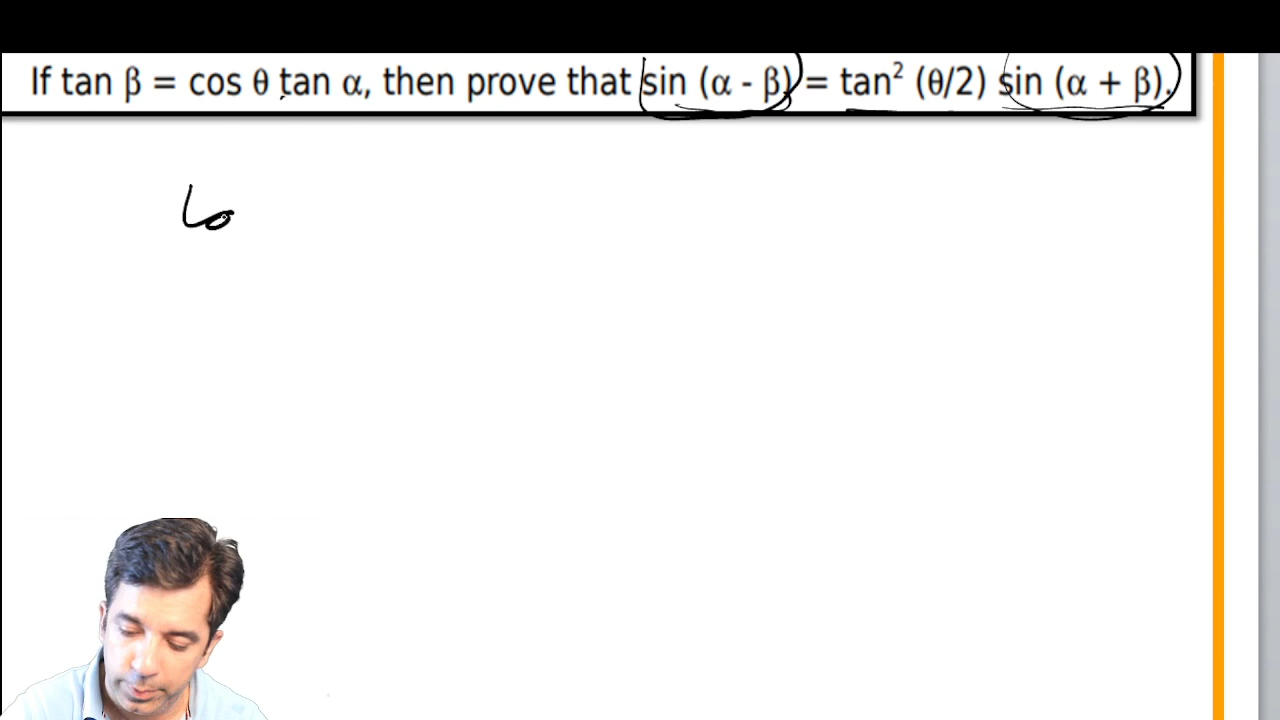 If tan β = cos θ tan α, then prove that sin (α - β) = tan² (θ/2) sin (α + β).